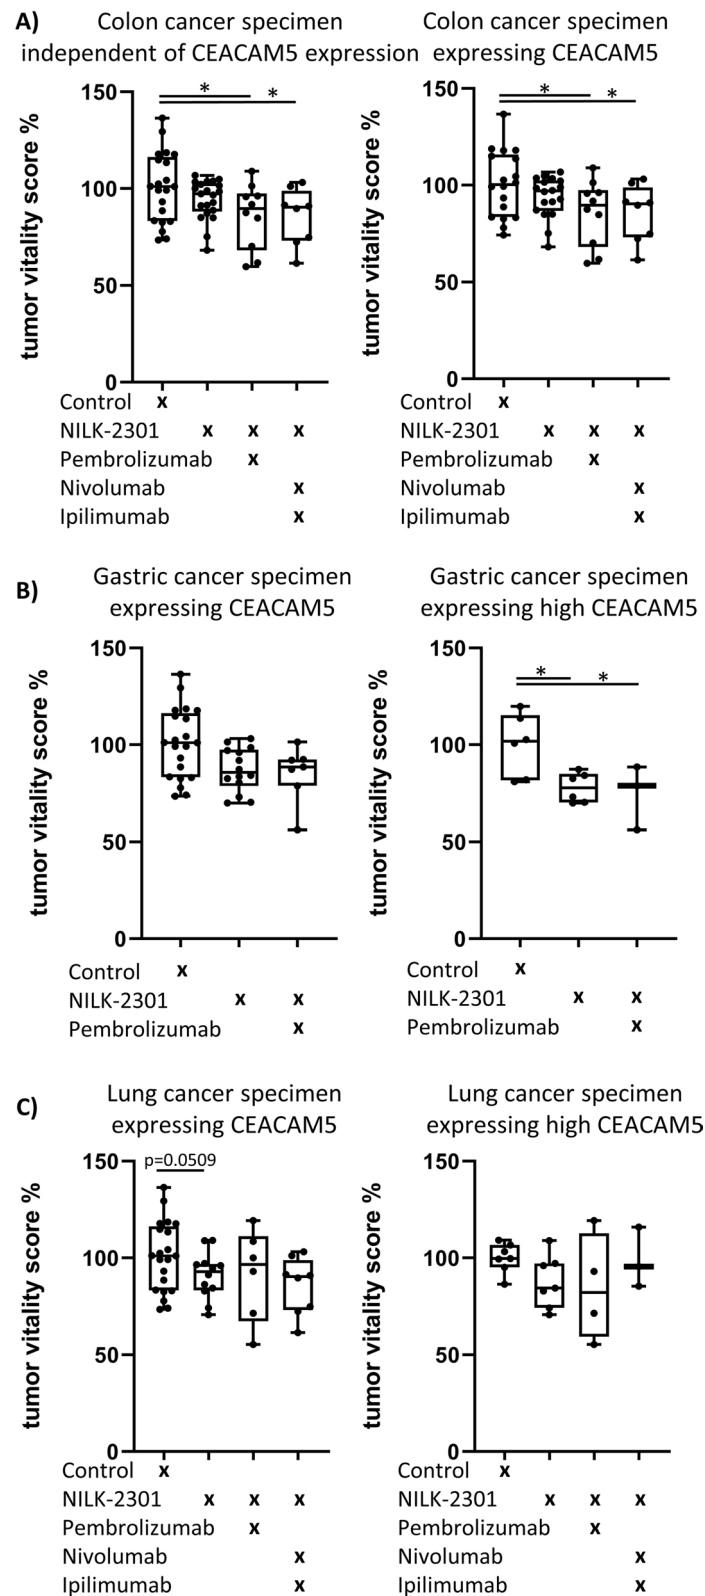 A)
Colon cancer specimen
independent of CEACAM5 expression
Colon cancer specimen
expressing CEACAM5
tumor vitality score %
150
100
50
0
* *
Control x
NILK-2301 x x x
Pembrolizumab x
Nivolumab x
Ipilimumab x
tumor vitality score %
150
100
50
0
* *
Control x
NILK-2301 x x x
Pembrolizumab x
Nivolumab x
Ipilimumab x
B)
Gastric cancer specimen
expressing CEACAM5
Gastric cancer specimen
expressing high CEACAM5
tumor vitality score %
150
100
50
0
Control x
NILK-2301 x x
Pembrolizumab x
tumor vitality score %
150
100
50
0
* *
Control x
NILK-2301 x x
Pembrolizumab x
C)
Lung cancer specimen
expressing CEACAM5
Lung cancer specimen
expressing high CEACAM5
tumor vitality score %
150
100
50
0
p=0.0509
Control x
NILK-2301 x x x
Pembrolizumab x
Nivolumab x
Ipilimumab x
tumor vitality score %
150
100
50
0
Control x
NILK-2301 x x x
Pembrolizumab x
Nivolumab x
Ipilimumab x